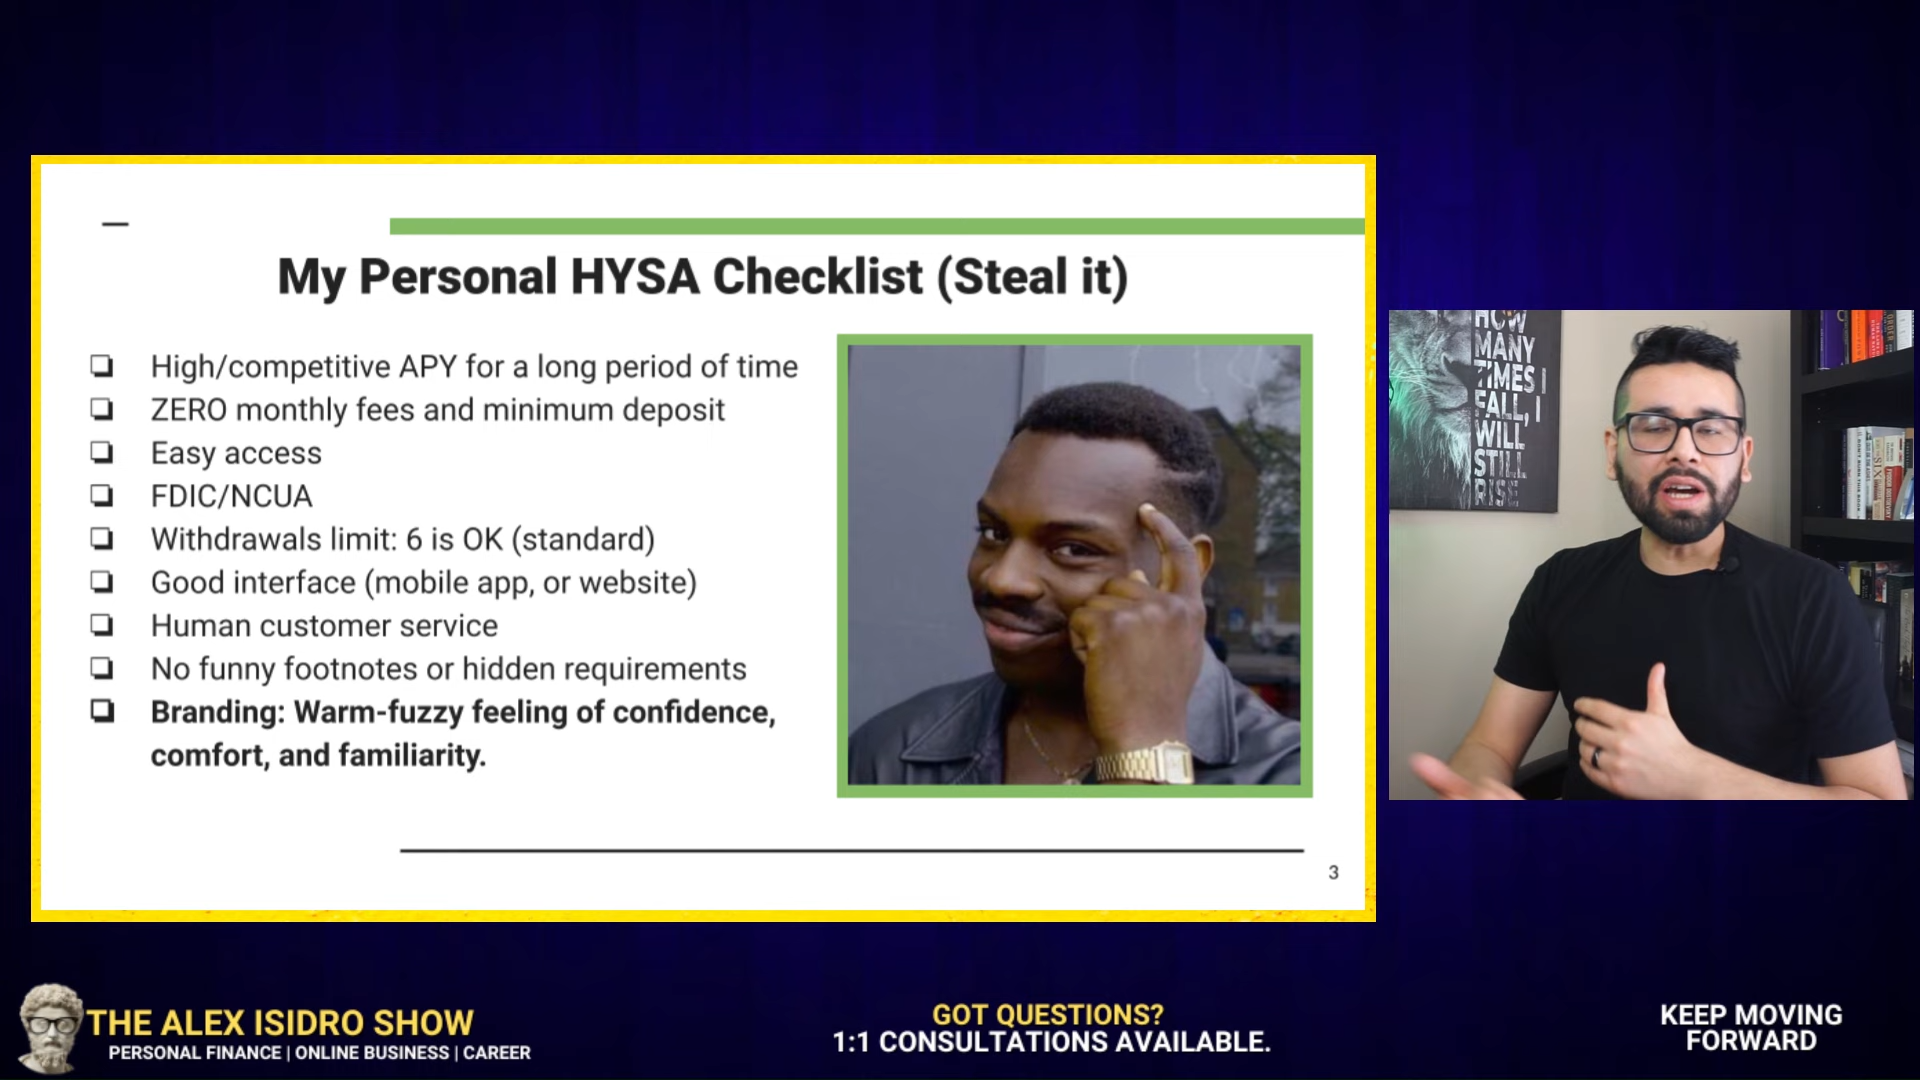 My Personal HYSA Checklist (Steal it)
High/competitive APY for a long period of time
ZERO monthly fees and minimum deposit
Easy access
FDIC/NCUA
Withdrawals limit: 6 is OK (standard)
Good interface (mobile app, or website)
Human customer service
No funny footnotes or hidden requirements
Branding: Warm-fuzzy feeling of confidence,
comfort, and familiarity.
3
HOW
MANY
TIMES I
FALL, I
WILL
STILL
RISE
THE ALEX ISIDRO SHOW
PERSONAL FINANCE | ONLINE BUSINESS | CAREER
GOT QUESTIONS?
1:1 CONSULTATIONS AVAILABLE.
KEEP MOVING
FORWARD